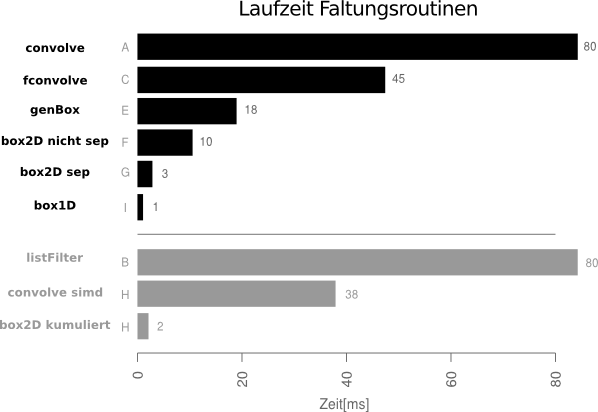 Laufzeit Faltungsroutinen
convolve A 80
fconvolve C 45
genBox E 18
box2D nicht sep F 10
box2D sep G 3
box1D I 1
listFilter B 80
convolve simd H 38
box2D kumuliert H 2
0 20 40 60 80
Zeit[ms]